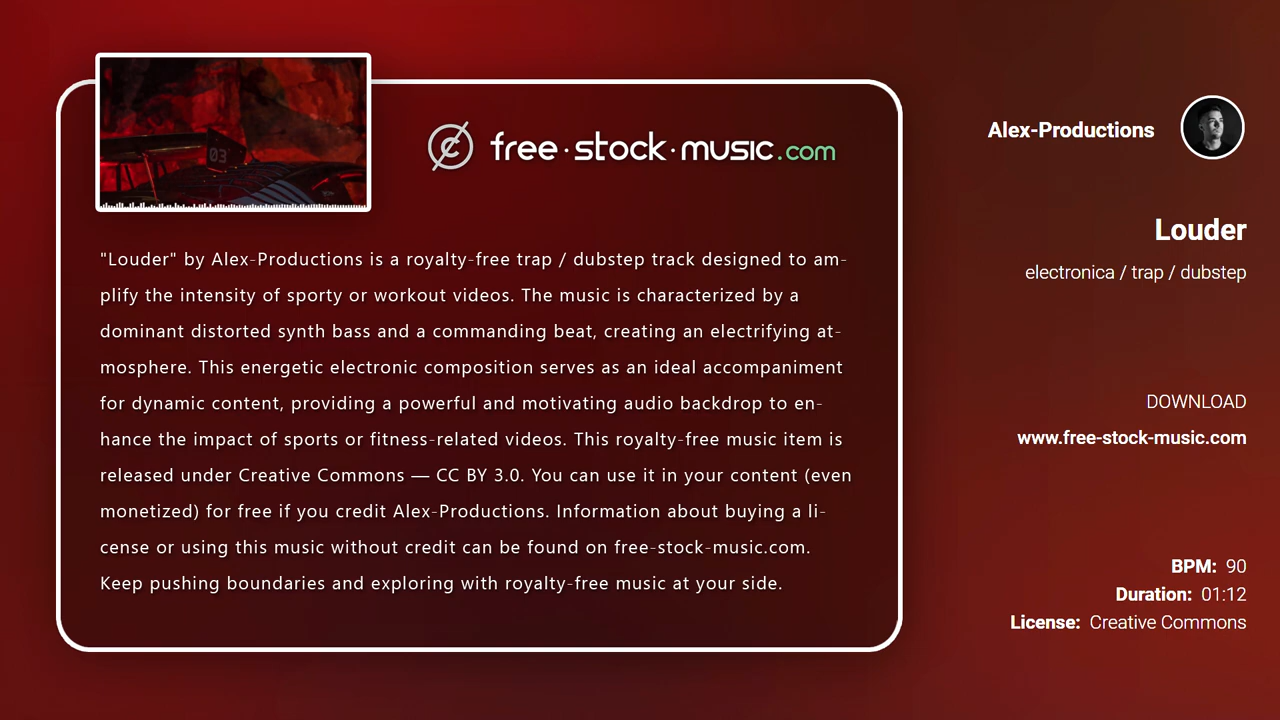 03
free·stock·music.com
"Louder" by Alex-Productions is a royalty-free trap / dubstep track designed to am-
plify the intensity of sporty or workout videos. The music is characterized by a
dominant distorted synth bass and a commanding beat, creating an electrifying at-
mosphere. This energetic electronic composition serves as an ideal accompaniment
for dynamic content, providing a powerful and motivating audio backdrop to en-
hance the impact of sports or fitness-related videos. This royalty-free music item is
released under Creative Commons — CC BY 3.0. You can use it in your content (even
monetized) for free if you credit Alex-Productions. Information about buying a li-
cense or using this music without credit can be found on free-stock-music.com.
Keep pushing boundaries and exploring with royalty-free music at your side.
Alex-Productions
Louder
electronica / trap / dubstep
DOWNLOAD
www.free-stock-music.com
BPM: 90
Duration: 01:12
License: Creative Commons